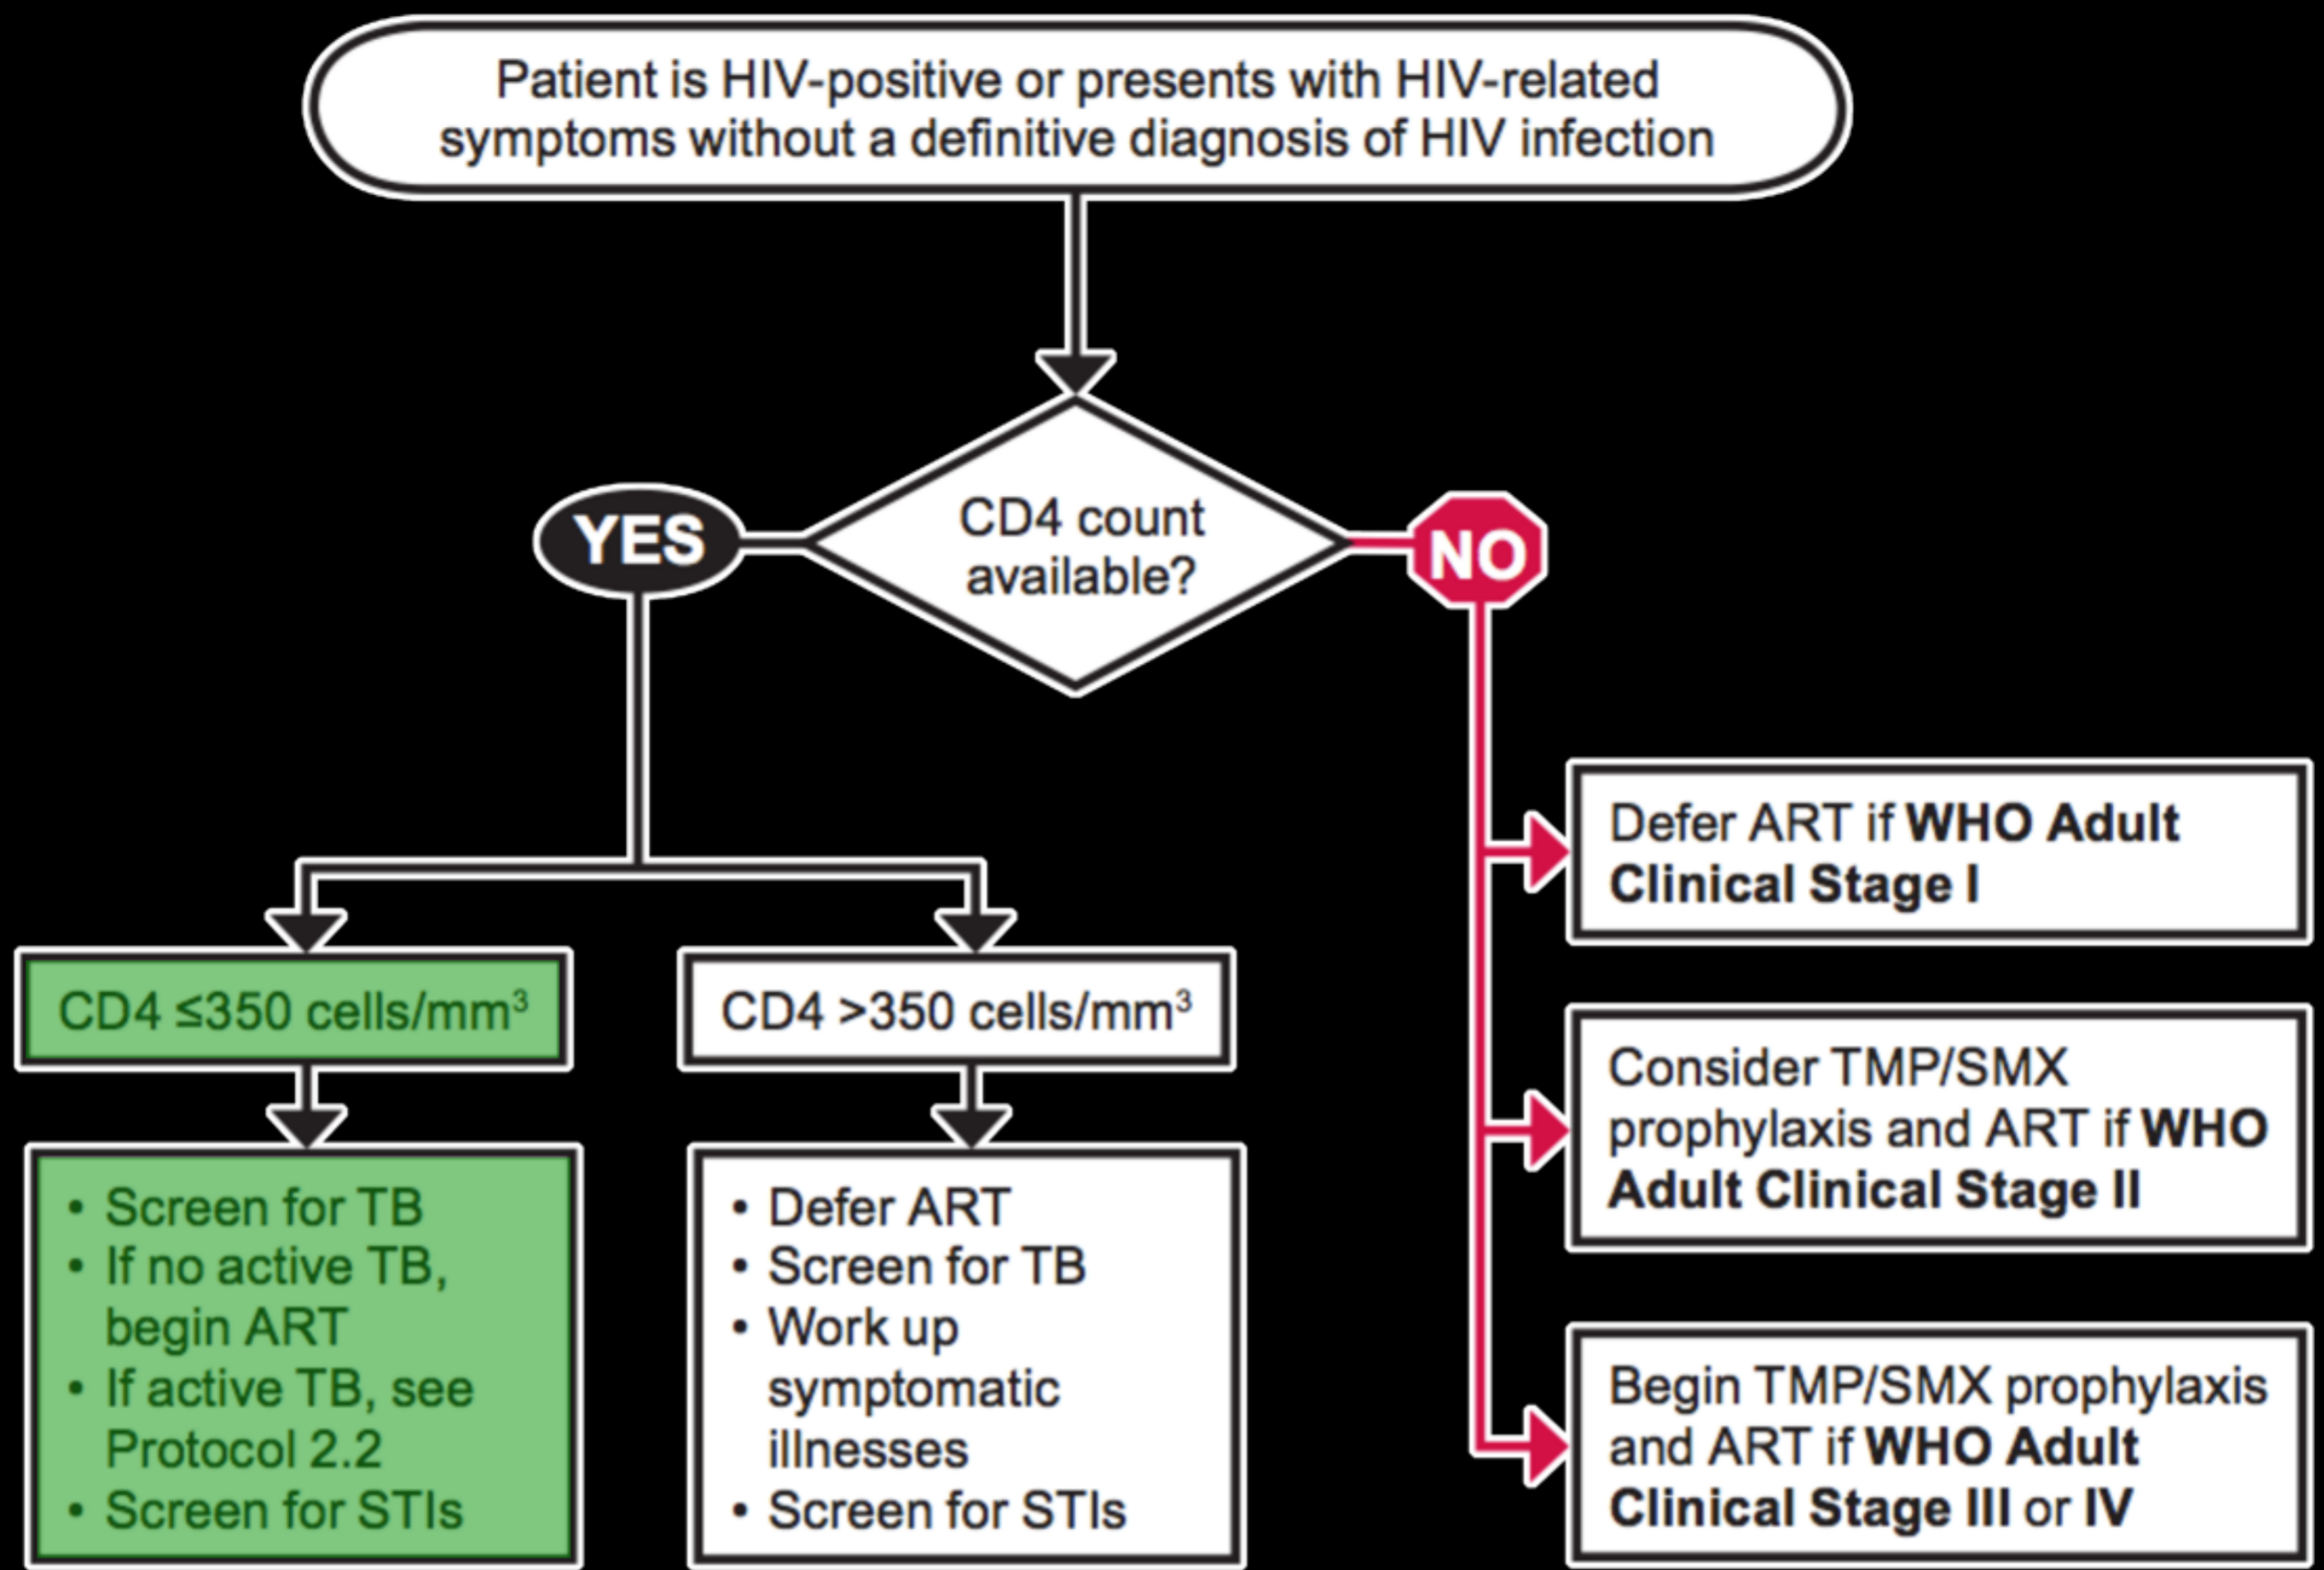 Patient is HIV-positive or presents with HIV-related
symptoms without a definitive diagnosis of HIV infection
CD4 count
available?
YES
NO
CD4 ≤350 cells/mm³
• Screen for TB
• If no active TB,
begin ART
• If active TB, see
Protocol 2.2
• Screen for STIs
CD4 >350 cells/mm³
• Defer ART
• Screen for TB
• Work up
symptomatic
illnesses
• Screen for STIs
Defer ART if WHO Adult
Clinical Stage I
Consider TMP/SMX
prophylaxis and ART if WHO
Adult Clinical Stage II
Begin TMP/SMX prophylaxis
and ART if WHO Adult
Clinical Stage III or IV